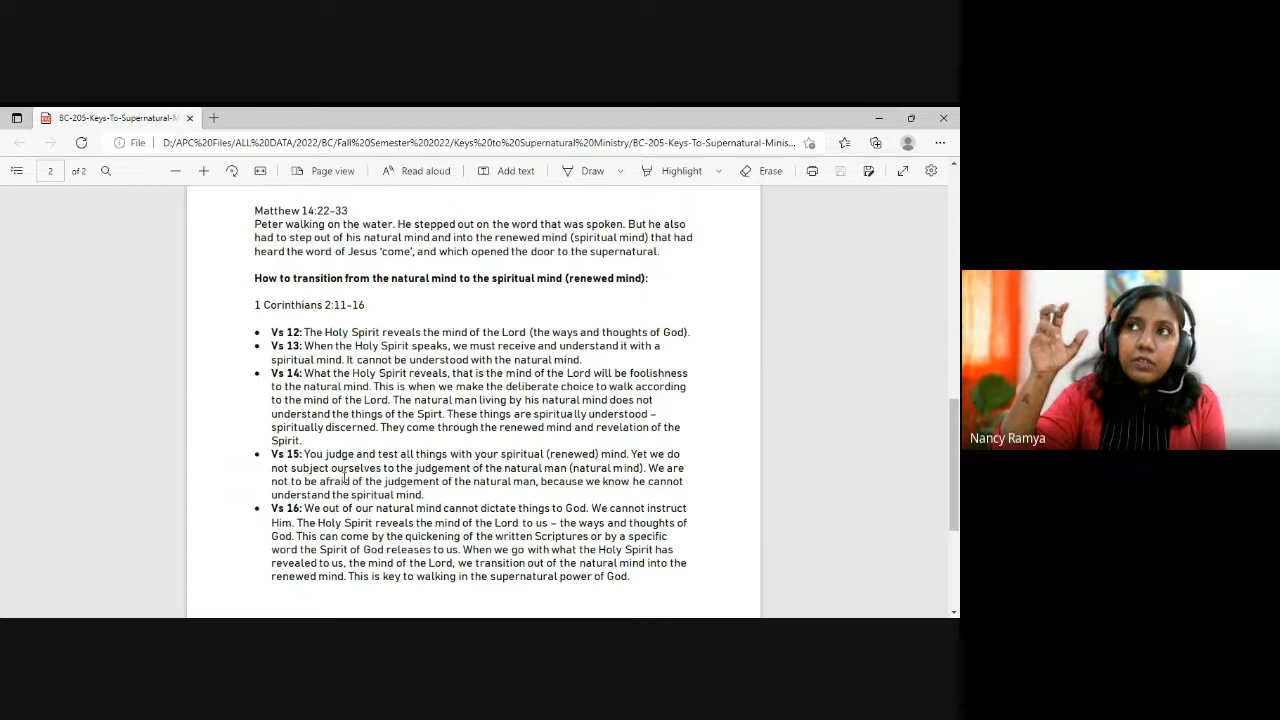 BC-205-Keys-To-Supernatural-M
File
D:/APC%20Files/ALL%20DATA/2022/BC/Fall%20Semester%202022/Keys%20to%20Supernatural%20Ministry/BC-205-Keys-To-Supernatural-Minis...
2 of 2
Page view
Read aloud
Add text
Draw
Highlight
Erase
Matthew 14:22-33
Peter walking on the water. He stepped out on the word that was spoken. But he also
had to step out of his natural mind and into the renewed mind (spiritual mind) that had
heard the word of Jesus 'come', and which opened the door to the supernatural.
How to transition from the natural mind to the spiritual mind (renewed mind):
1 Corinthians 2:11-16
• Vs 12: The Holy Spirit reveals the mind of the Lord (the ways and thoughts of God).
• Vs 13: When the Holy Spirit speaks, we must receive and understand it with a
spiritual mind. It cannot be understood with the natural mind.
• Vs 14: What the Holy Spirit reveals, that is the mind of the Lord will be foolishness
to the natural mind. This is when we make the deliberate choice to walk according
to the mind of the Lord. The natural man living by his natural mind does not
understand the things of the Spirt. These things are spiritually understood –
spiritually discerned. They come through the renewed mind and revelation of the
Spirit.
• Vs 15: You judge and test all things with your spiritual (renewed) mind. Yet we do
not subject ourselves to the judgement of the natural man (natural mind). We are
not to be afraid of the judgement of the natural man, because we know he cannot
understand the spiritual mind.
• Vs 16: We out of our natural mind cannot dictate things to God. We cannot instruct
Him. The Holy Spirit reveals the mind of the Lord to us – the ways and thoughts of
God. This can come by the quickening of the written Scriptures or by a specific
word the Spirit of God releases to us. When we go with what the Holy Spirit has
revealed to us, the mind of the Lord, we transition out of the natural mind into the
renewed mind. This is key to walking in the supernatural power of God.
Nancy Ramya